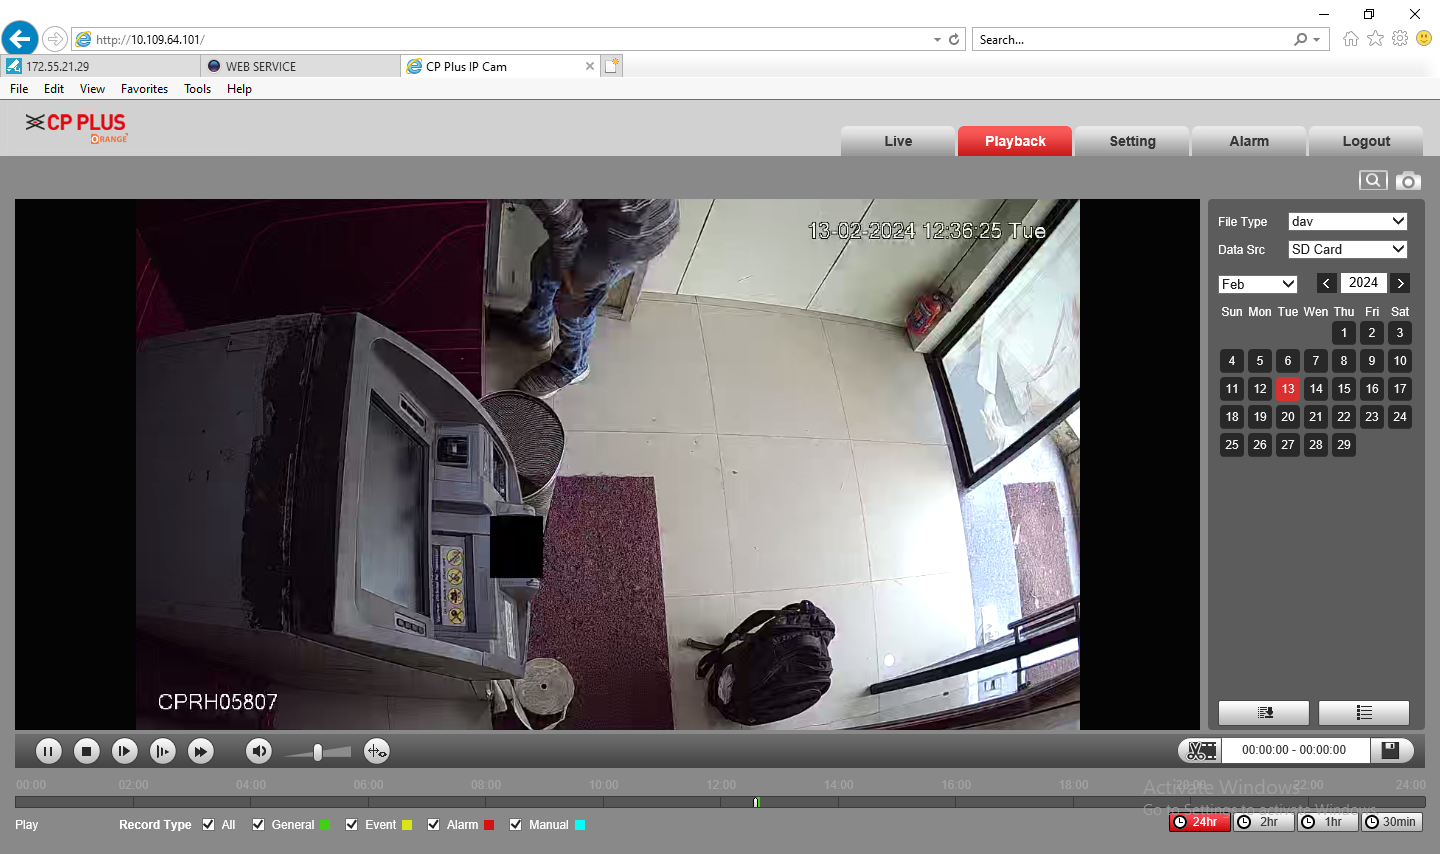 http://10.109.64.101/
Search...
172.55.21.29
WEB SERVICE
CP Plus IP Cam
File Edit View Favorites Tools Help
CP PLUS
ORANGE
Live Playback Setting Alarm Logout
13-02-2024 12:36:25 Tue
File Type dav
Data Src SD Card
Feb 2024
Sun Mon Tue Wen Thu Fri Sat
1 2 3
4 5 6 7 8 9 10
11 12 13 14 15 16 17
18 19 20 21 22 23 24
25 26 27 28 29
CPRH05807
00:00:00 - 00:00:00
00:00 02:00 04:00 06:00 08:00 10:00 12:00 14:00 16:00 18:00 20:00 22:00 24:00
Activate Windows
Go to Settings to activate Windows.
Play Record Type All General Event Alarm Manual
24hr 2hr 1hr 30min